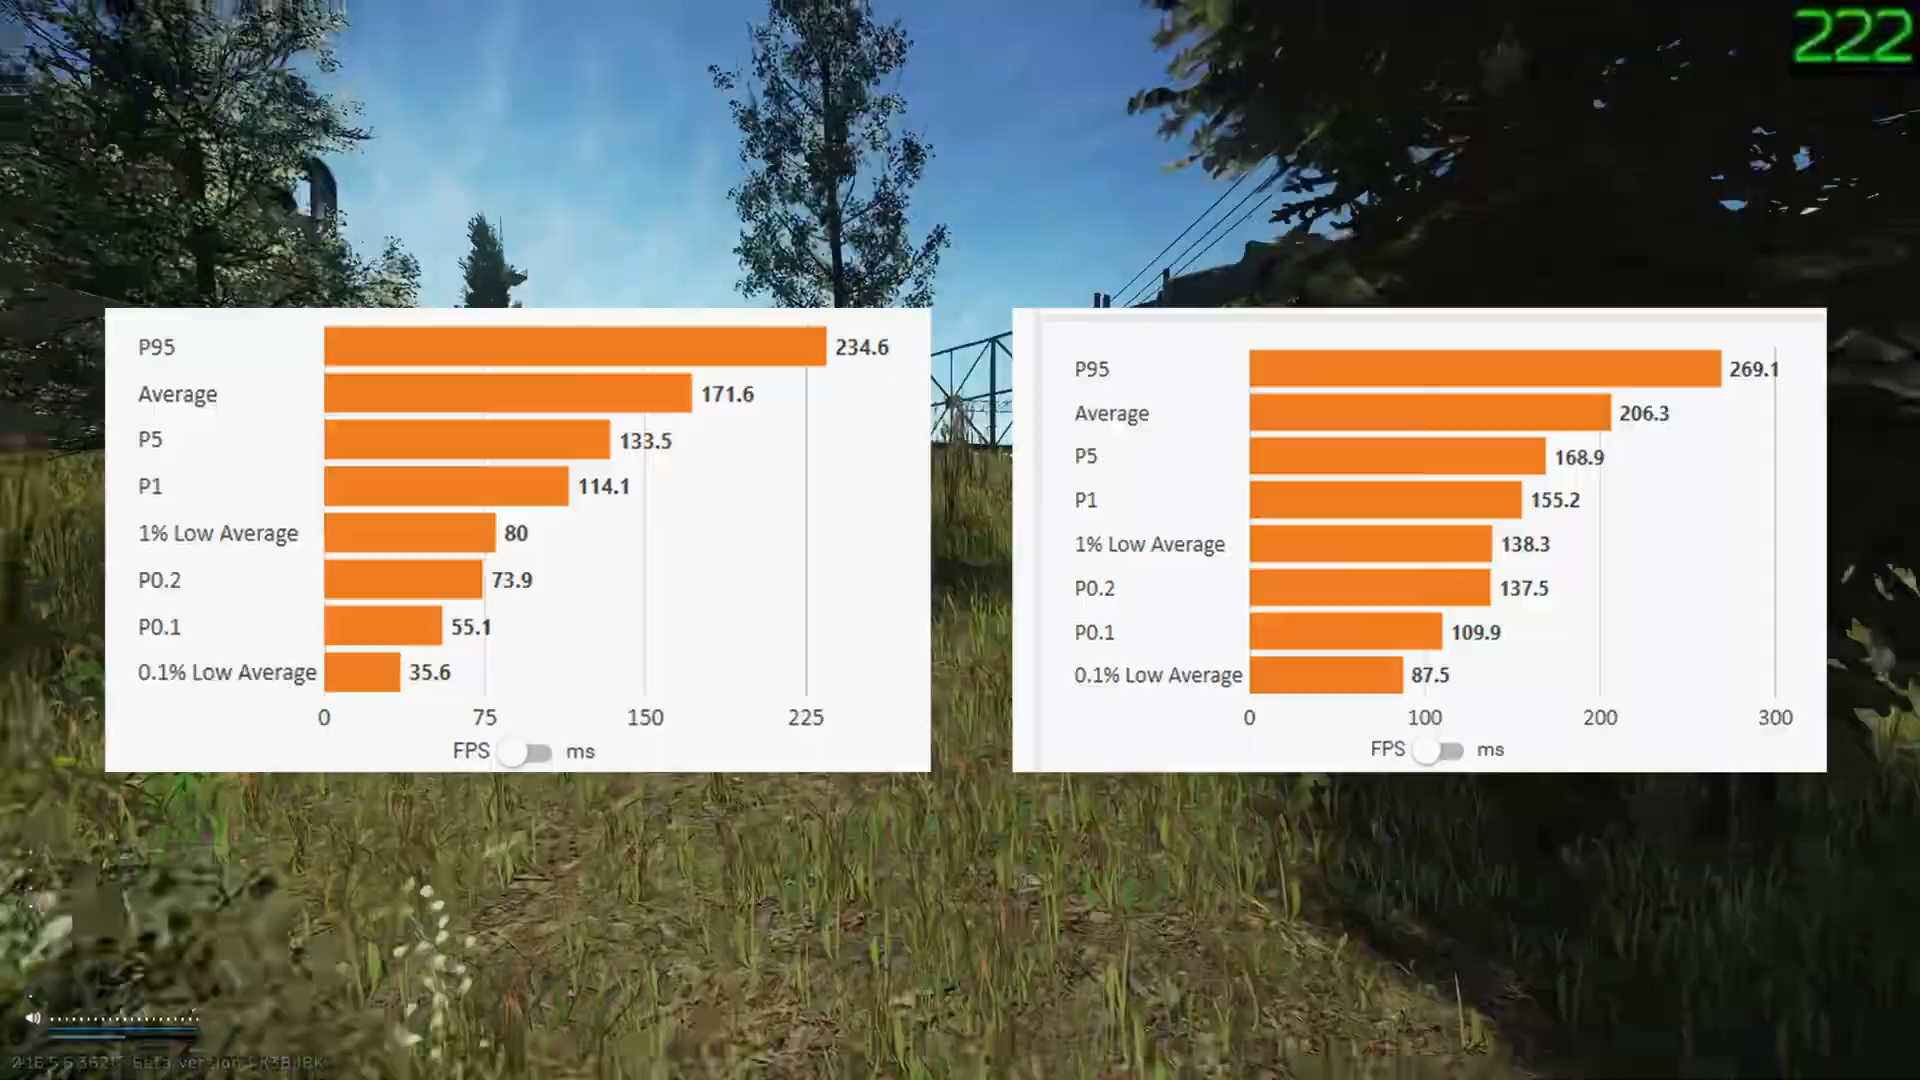 222
P95 234.6
Average 171.6
P5 133.5
P1 114.1
1% Low Average 80
P0.2 73.9
P0.1 55.1
0.1% Low Average 35.6
0 75 150 225
FPS ms
P95 269.1
Average 206.3
P5 168.9
P1 155.2
1% Low Average 138.3
P0.2 137.5
P0.1 109.9
0.1% Low Average 87.5
0 100 200 300
FPS ms
beta version